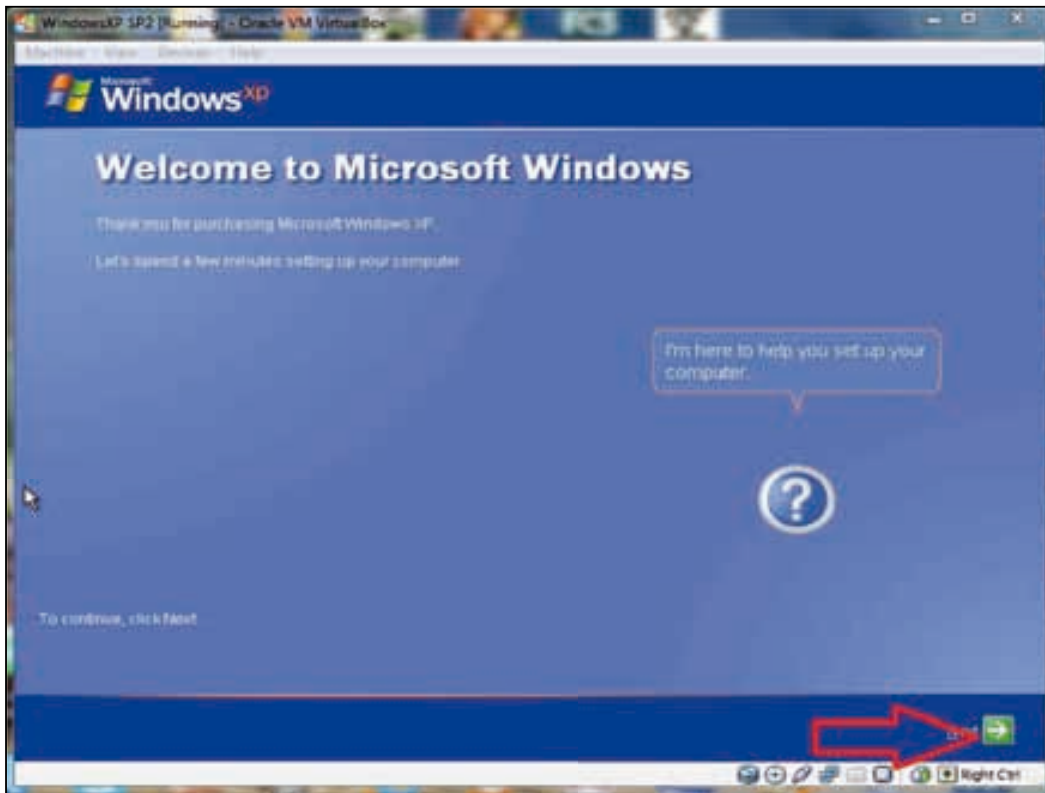 WindowsXP SP2 [Running] - Oracle VM VirtualBox
Machine View Devices Help
Microsoft
Windows xp
Welcome to Microsoft Windows
Thank you for purchasing Microsoft Windows XP.
Let's spend a few minutes setting up your computer.
I'm here to help you set up your
computer.
?
To continue, click Next
Next
Right Ctrl